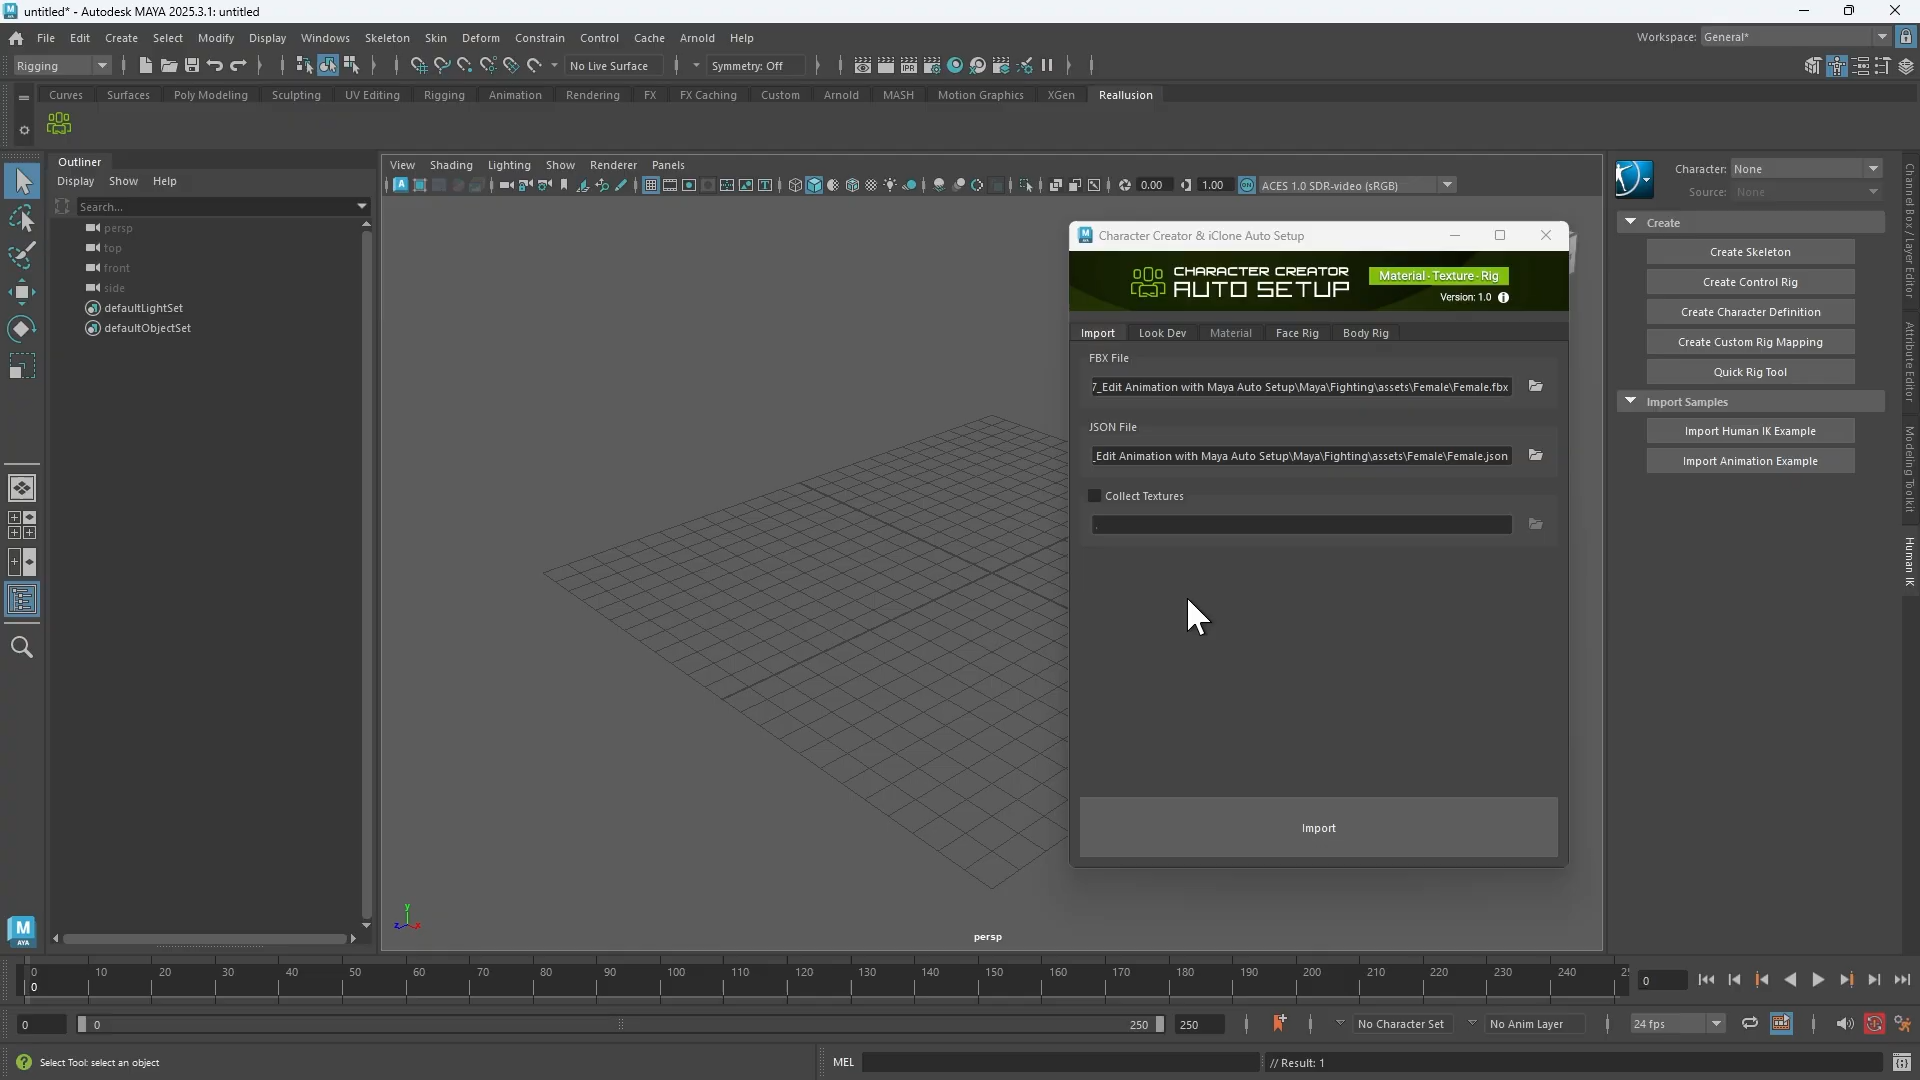 untitled* - Autodesk MAYA 2025.3.1: untitled
File Edit Create Select Modify Display Windows Skeleton Skin Deform Constrain Control Cache Arnold Help
Workspace: General*
Rigging
No Live Surface
Symmetry: Off
IPR
Curves Surfaces Poly Modeling Sculpting UV Editing Rigging Animation Rendering FX FX Caching Custom Arnold MASH Motion Graphics XGen Reallusion
Outliner
Display Show Help
Search...
persp
top
front
side
defaultLightSet
defaultObjectSet
View Shading Lighting Show Renderer Panels
0.00
1.00
ACES 1.0 SDR-video (sRGB)
Character Creator & iClone Auto Setup
CHARACTER CREATOR
AUTO SETUP
Material·Texture·Rig
Version: 1.0
Import Look Dev Material Face Rig Body Rig
FBX File
7_Edit Animation with Maya Auto Setup\Maya\Fighting\assets\Female\Female.fbx
JSON File
_Edit Animation with Maya Auto Setup\Maya\Fighting\assets\Female\Female.json
Collect Textures
.
Import
y
z
x
persp
Character: None
Source: None
Create
Create Skeleton
Create Control Rig
Create Character Definition
Create Custom Rig Mapping
Quick Rig Tool
Import Samples
Import Human IK Example
Import Animation Example
Channel Box / Layer Editor
Attribute Editor
Modeling Toolkit
Human IK
M
AYA
0 10 20 30 40 50 60 70 80 90 100 110 120 130 140 150 160 170 180 190 200 210 220 230 240 25
0
0
0
0
250
250
No Character Set
No Anim Layer
24 fps
Select Tool: select an object
MEL
// Result: 1